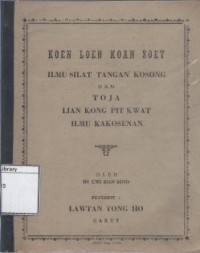 KOEN LOEN KOAN SOET
ILMU SILAT TANGAN KOSONG
DAN
TOJA
LIAN KONG PIT KWAT
ILMU KAKOSENAN
OLEH
PENERBIT :
LAWTAN TONG HO
GARUT
Library